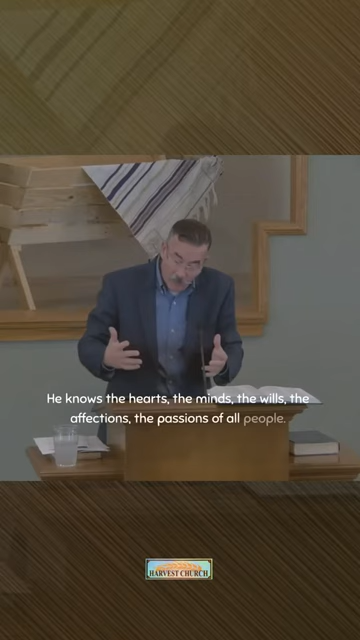 He knows the hearts, the minds, the wills, the
affections, the passions of all people.
HARVEST CHURCH